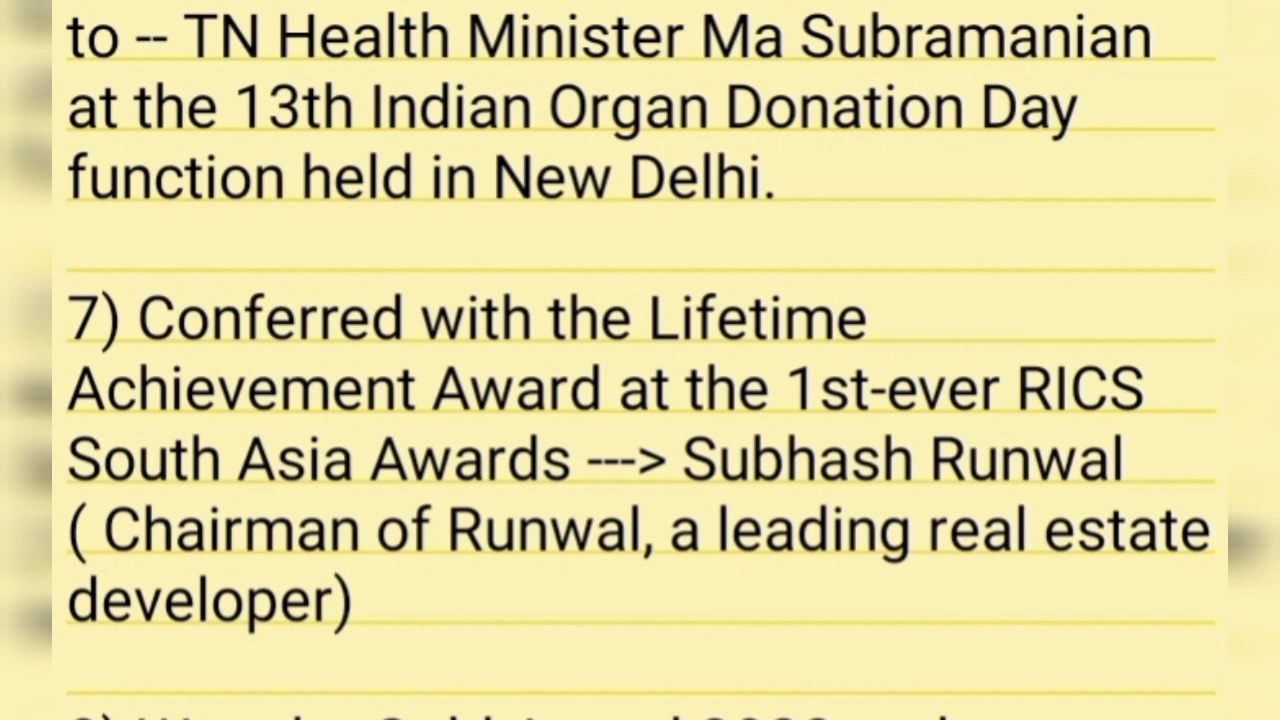 to -- TN Health Minister Ma Subramanian
at the 13th Indian Organ Donation Day
function held in New Delhi.
7) Conferred with the Lifetime
Achievement Award at the 1st-ever RICS
South Asia Awards ---> Subhash Runwal
( Chairman of Runwal, a leading real estate
developer)